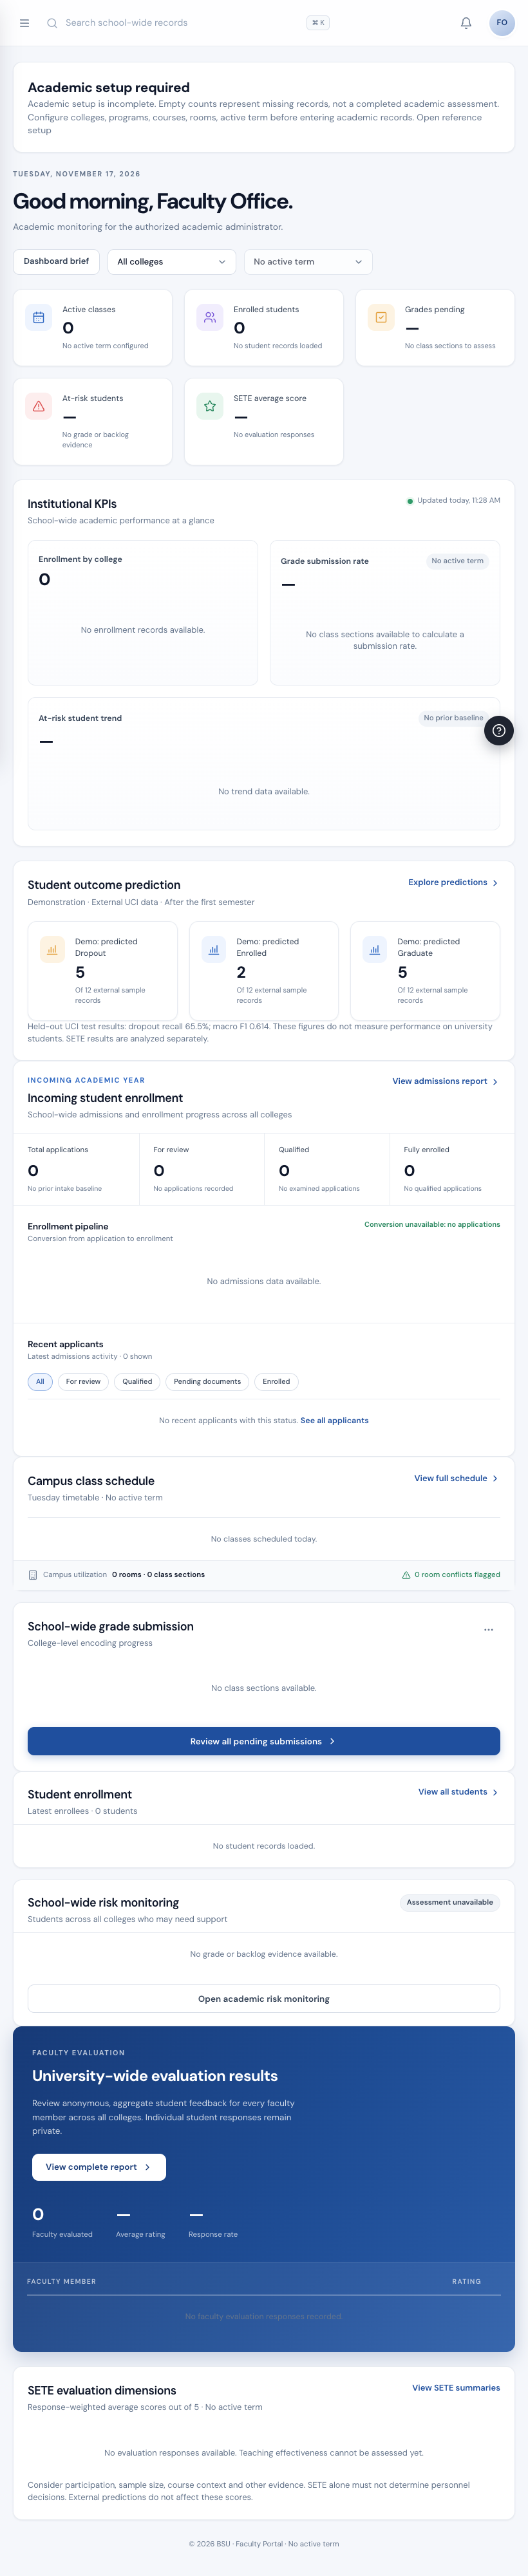 Search school-wide records
⌘ K
FO
Academic setup required
Academic setup is incomplete. Empty counts represent missing records, not a completed academic assessment.
Configure colleges, programs, courses, rooms, active term before entering academic records. Open reference
setup
TUESDAY, NOVEMBER 17, 2026
Good morning, Faculty Office.
Academic monitoring for the authorized academic administrator.
Dashboard brief
All colleges
No active term
Active classes
0
No active term configured
Enrolled students
0
No student records loaded
Grades pending
—
No class sections to assess
At-risk students
—
No grade or backlog
evidence
SETE average score
—
No evaluation responses
Institutional KPIs
Updated today, 11:28 AM
School-wide academic performance at a glance
Enrollment by college
0
No enrollment records available.
Grade submission rate
No active term
—
No class sections available to calculate a
submission rate.
At-risk student trend
No prior baseline
—
No trend data available.
Student outcome prediction
Explore predictions
Demonstration · External UCI data · After the first semester
Demo: predicted
Dropout
5
Of 12 external sample
records
Demo: predicted
Enrolled
2
Of 12 external sample
records
Demo: predicted
Graduate
5
Of 12 external sample
records
Held-out UCI test results: dropout recall 65.5%; macro F1 0.614. These figures do not measure performance on university
students. SETE results are analyzed separately.
INCOMING ACADEMIC YEAR
View admissions report
Incoming student enrollment
School-wide admissions and enrollment progress across all colleges
Total applications
0
No prior intake baseline
For review
0
No applications recorded
Qualified
0
No examined applications
Fully enrolled
0
No qualified applications
Enrollment pipeline
Conversion unavailable: no applications
Conversion from application to enrollment
No admissions data available.
Recent applicants
Latest admissions activity · 0 shown
All
For review
Qualified
Pending documents
Enrolled
No recent applicants with this status. See all applicants
Campus class schedule
View full schedule
Tuesday timetable · No active term
No classes scheduled today.
Campus utilization 0 rooms · 0 class sections
0 room conflicts flagged
School-wide grade submission
College-level encoding progress
No class sections available.
Review all pending submissions
Student enrollment
View all students
Latest enrollees · 0 students
No student records loaded.
School-wide risk monitoring
Assessment unavailable
Students across all colleges who may need support
No grade or backlog evidence available.
Open academic risk monitoring
FACULTY EVALUATION
University-wide evaluation results
Review anonymous, aggregate student feedback for every faculty
member across all colleges. Individual student responses remain
private.
View complete report
0
Faculty evaluated
—
Average rating
—
Response rate
FACULTY MEMBER
RATING
No faculty evaluation responses recorded.
SETE evaluation dimensions
View SETE summaries
Response-weighted average scores out of 5 · No active term
No evaluation responses available. Teaching effectiveness cannot be assessed yet.
Consider participation, sample size, course context and other evidence. SETE alone must not determine personnel
decisions. External predictions do not affect these scores.
© 2026 BSU · Faculty Portal · No active term